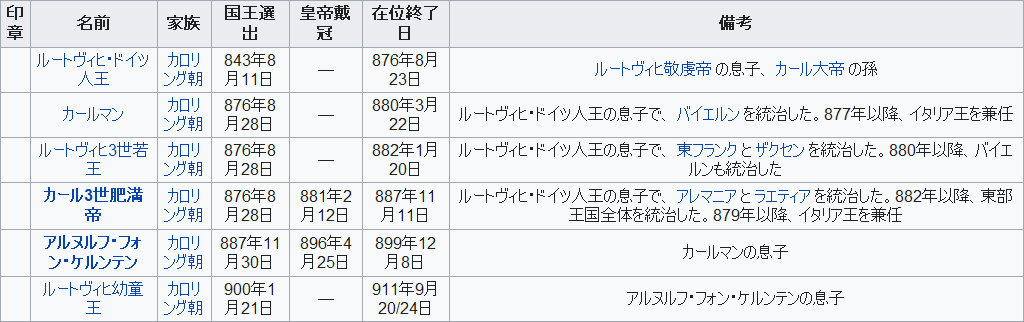 印章 名前 家族 国王選出 皇帝戴冠 在位終了日 備考
ルートヴィヒ・ドイツ人王 カロリング朝 843年8月11日 — 876年8月23日 ルートヴィヒ敬虔帝 の息子、カール大帝 の孫
カールマン カロリング朝 876年8月28日 — 880年3月22日 ルートヴィヒ・ドイツ人王の息子で、 バイエルン を統治した。877年以降、イタリア王を兼任
ルートヴィヒ3世若王 カロリング朝 876年8月28日 — 882年1月20日 ルートヴィヒ・ドイツ人王の息子で、 東フランク と ザクセン を統治した。880年以降、バイエルンも統治した
カール3世肥満帝 カロリング朝 876年8月28日 881年2月12日 887年11月11日 ルートヴィヒ・ドイツ人王の息子で、 アレマニア と ラエティア を統治した。882年以降、東部王国全体を統治した。879年以降、イタリア王を兼任
アルヌルフ・フォン・ケルンテン カロリング朝 887年11月30日 896年4月25日 899年12月8日 カールマンの息子
ルートヴィヒ幼童王 カロリング朝 900年1月21日 — 911年9月20/24日 アルヌルフ・フォン・ケルンテンの息子